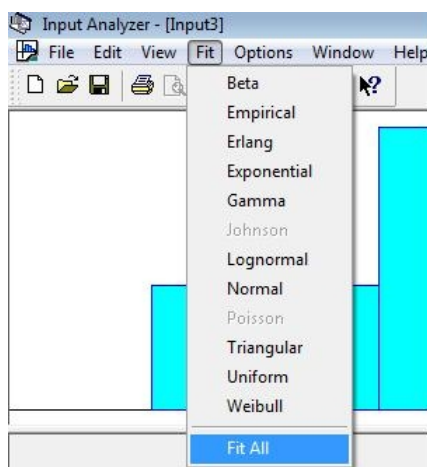 Input Analyzer - [Input3]
File Edit View Fit Options Window Help
Beta
Empirical
Erlang
Exponential
Gamma
Johnson
Lognormal
Normal
Poisson
Triangular
Uniform
Weibull
Fit All